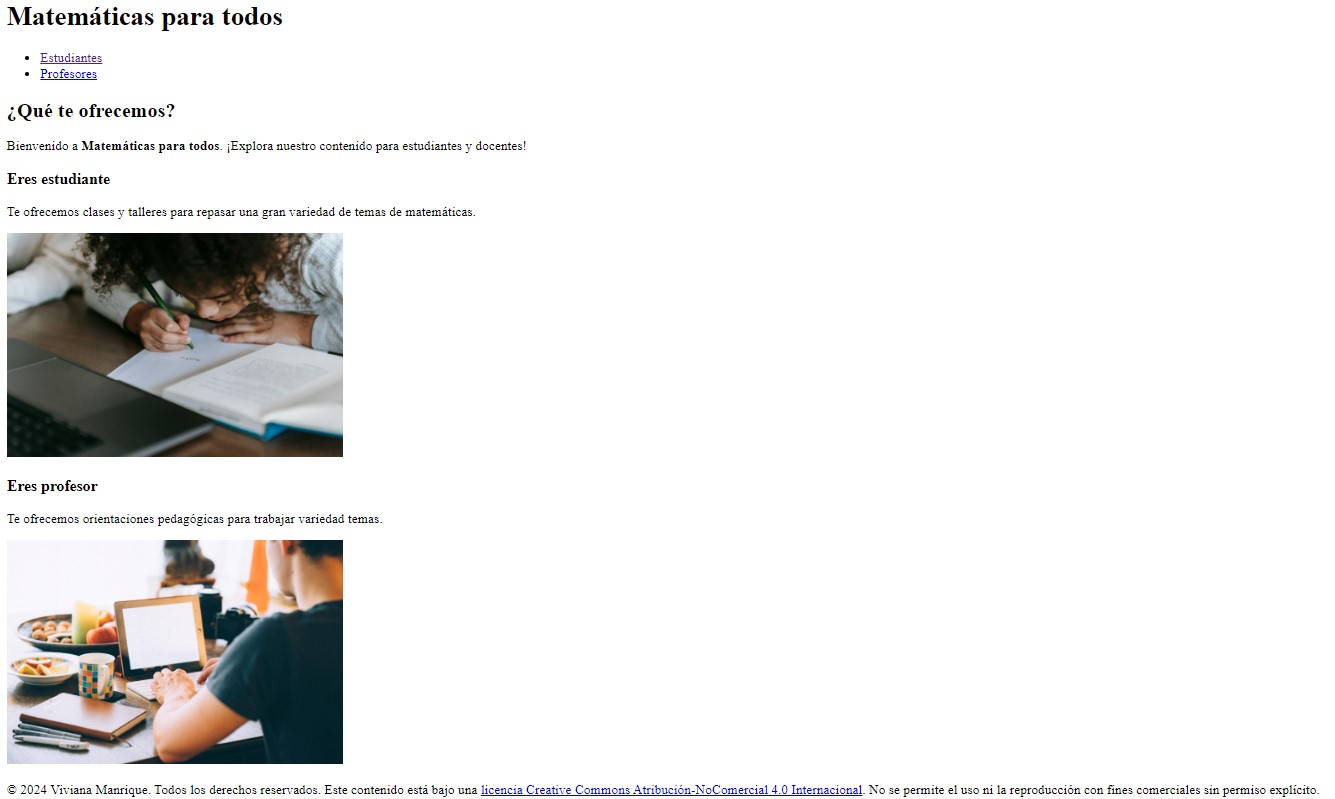 Matemáticas para todos
Estudiantes
Profesores
¿Qué te ofrecemos?
Bienvenido a Matemáticas para todos. ¡Explora nuestro contenido para estudiantes y docentes!
Eres estudiante
Te ofrecemos clases y talleres para repasar una gran variedad de temas de matemáticas.
Eres profesor
Te ofrecemos orientaciones pedagógicas para trabajar variedad temas.
© 2024 Viviana Manrique. Todos los derechos reservados. Este contenido está bajo una licencia Creative Commons Atribución-NoComercial 4.0 Internacional. No se permite el uso ni la reproducción con fines comerciales sin permiso explícito.